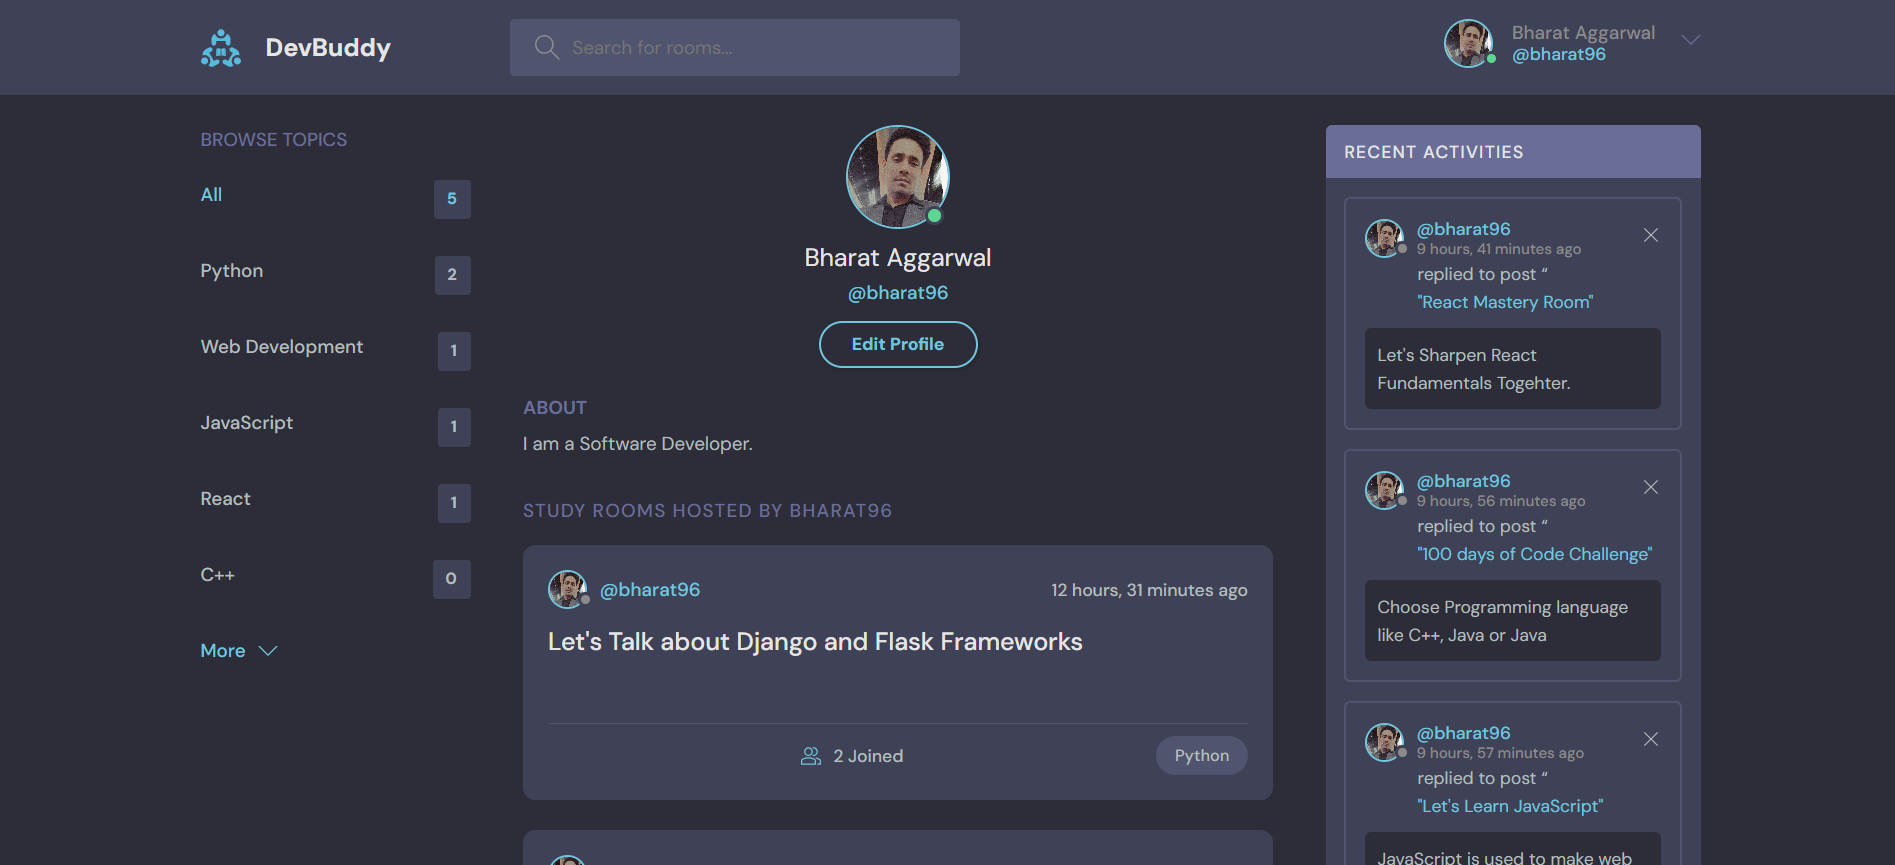 DevBuddy
Search for rooms...
Bharat Aggarwal
@bharat96
BROWSE TOPICS
All
5
Python
2
Web Development
1
JavaScript
1
React
1
C++
0
More
Bharat Aggarwal
@bharat96
Edit Profile
ABOUT
I am a Software Developer.
STUDY ROOMS HOSTED BY BHARAT96
@bharat96
12 hours, 31 minutes ago
Let's Talk about Django and Flask Frameworks
2 Joined
Python
RECENT ACTIVITIES
@bharat96
9 hours, 41 minutes ago
replied to post “
"React Mastery Room"
Let's Sharpen React
Fundamentals Togehter.
@bharat96
9 hours, 56 minutes ago
replied to post “
"100 days of Code Challenge"
Choose Programming language
like C++, Java or Java
@bharat96
9 hours, 57 minutes ago
replied to post “
"Let's Learn JavaScript"
JavaScript is used to make web